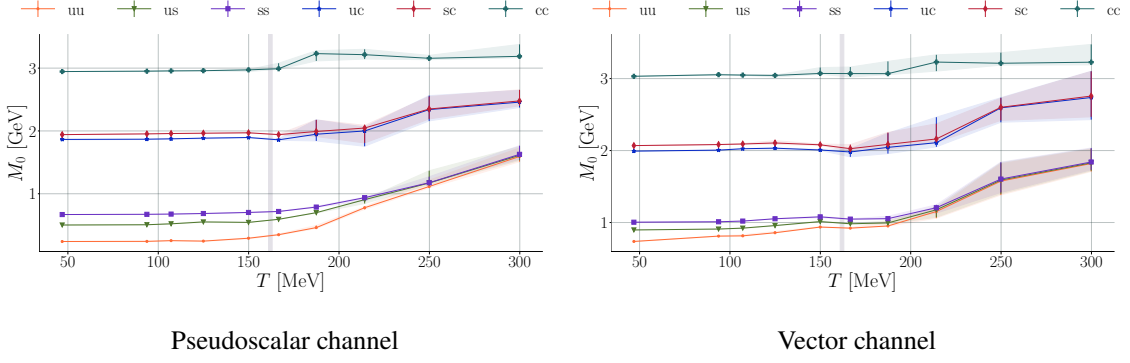 uu us ss uc sc cc
3
2
1
M₀ [GeV]
50 100 150 200 250 300
T [MeV]
Pseudoscalar channel
uu us ss uc sc cc
3
2
1
M₀ [GeV]
50 100 150 200 250 300
T [MeV]
Vector channel